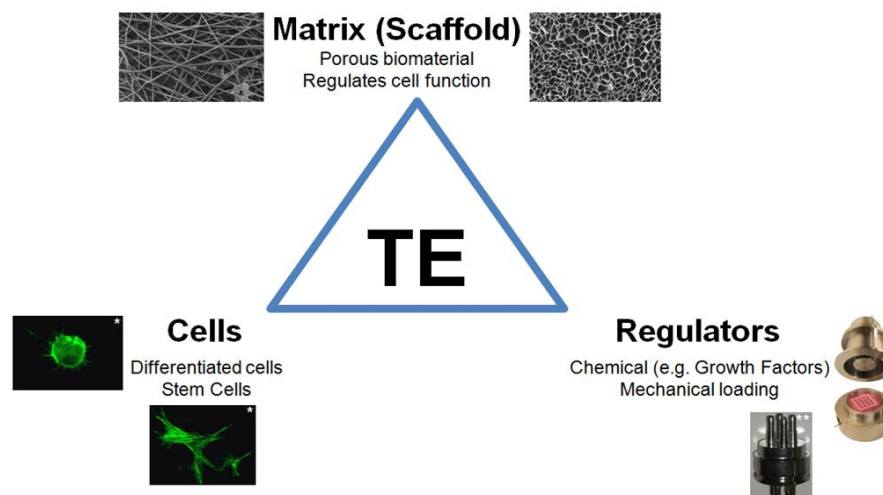 Matrix (Scaffold)
Porous biomaterial
Regulates cell function
TE
*
Cells
Differentiated cells
Stem Cells
*
Regulators
Chemical (e.g. Growth Factors)
Mechanical loading
**